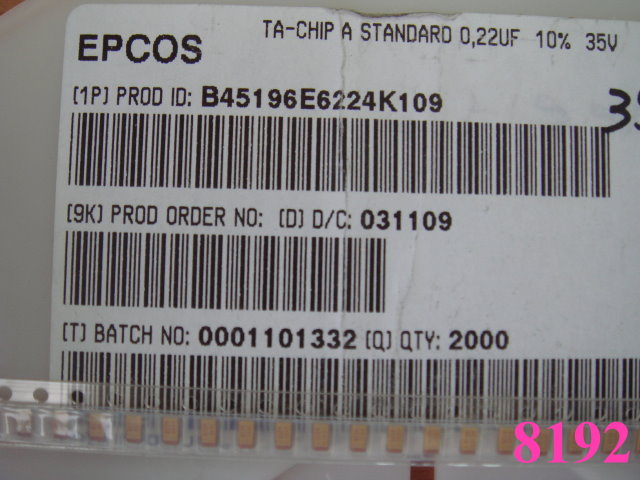 EPCOS
TA-CHIP A STANDARD 0,22UF 10% 35V
[1P] PROD ID: B45196E6224K109
[9K] PROD ORDER NO: [D] D/C: 031109
[T] BATCH NO: 0001101332 [Q] QTY: 2000
8192